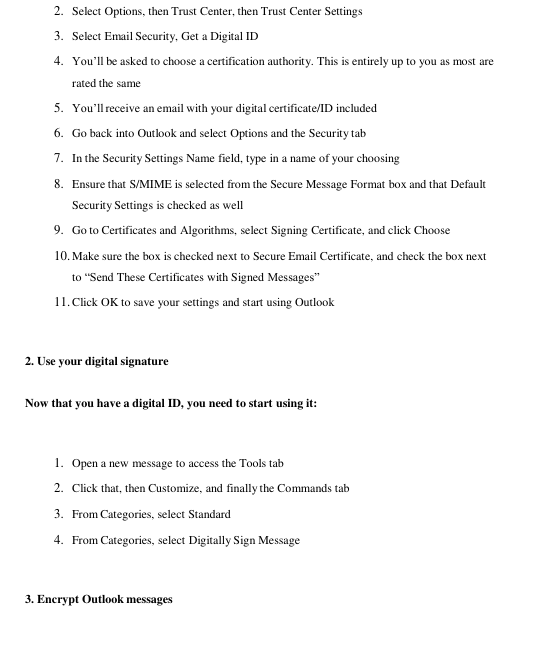 2. Select Options, then Trust Center, then Trust Center Settings
3. Select Email Security, Get a Digital ID
4. You’ll be asked to choose a certification authority. This is entirely up to you as most are
rated the same
5. You’ll receive an email with your digital certificate/ID included
6. Go back into Outlook and select Options and the Security tab
7. In the Security Settings Name field, type in a name of your choosing
8. Ensure that S/MIME is selected from the Secure Message Format box and that Default
Security Settings is checked as well
9. Go to Certificates and Algorithms, select Signing Certificate, and click Choose
10. Make sure the box is checked next to Secure Email Certificate, and check the box next
to “Send These Certificates with Signed Messages”
11. Click OK to save your settings and start using Outlook
2. Use your digital signature
Now that you have a digital ID, you need to start using it:
1. Open a new message to access the Tools tab
2. Click that, then Customize, and finally the Commands tab
3. From Categories, select Standard
4. From Categories, select Digitally Sign Message
3. Encrypt Outlook messages